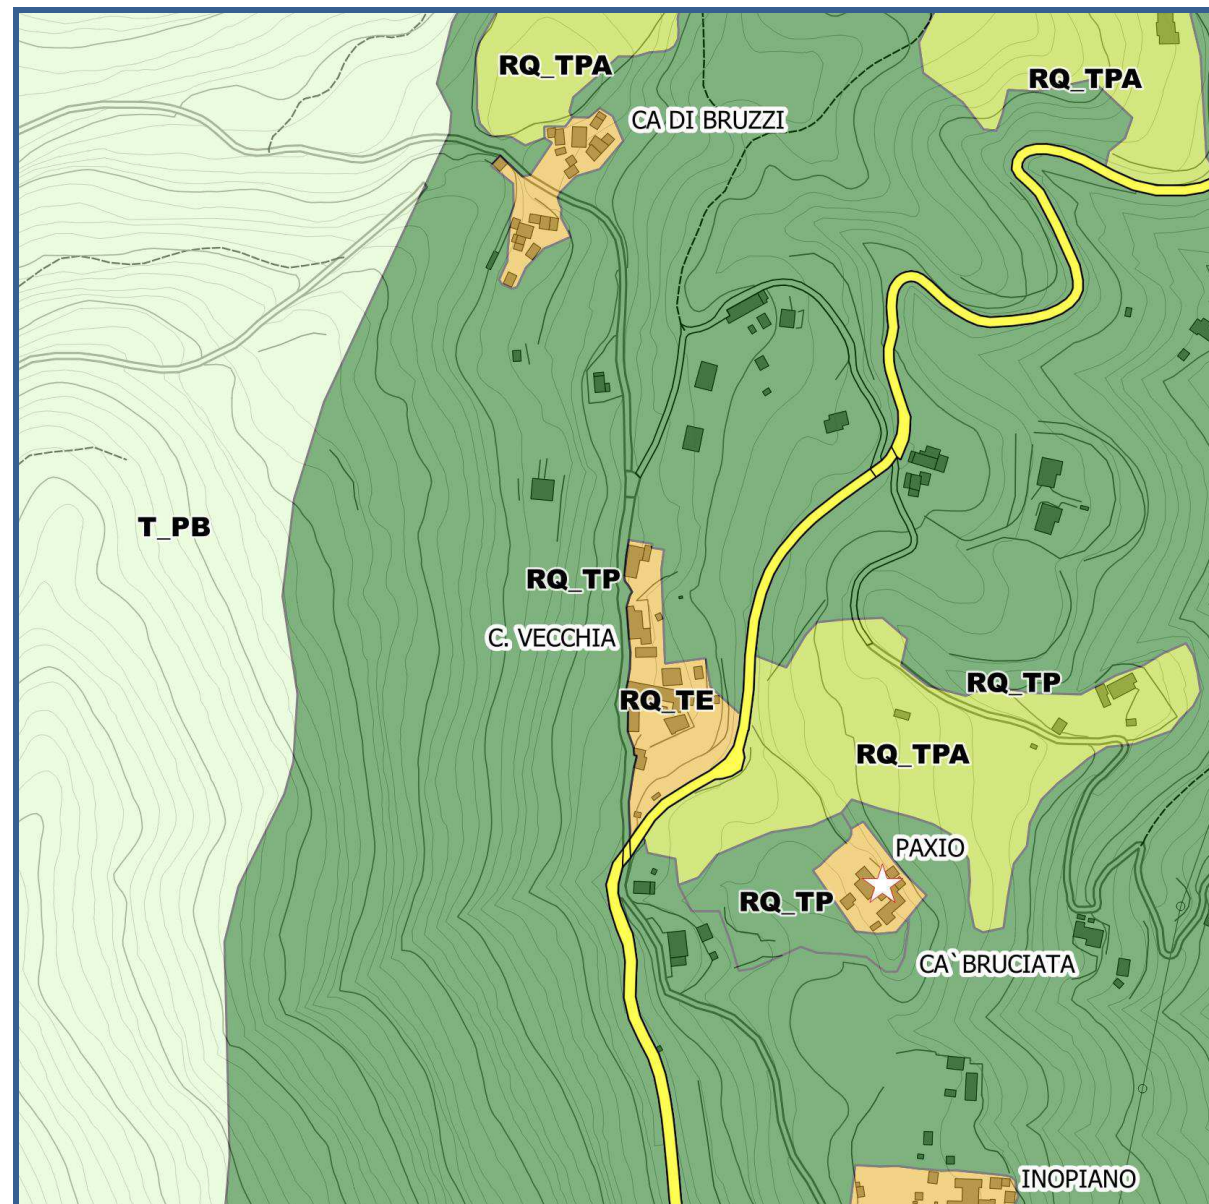 RQ_TPA
RQ_TPA
CA DI BRUZZI
T_PB
RQ_TP
C. VECCHIA
RQ_TP
RQ_TE
RQ_TPA
PAXIO
RQ_TP
CA`BRUCIATA
INOPIANO